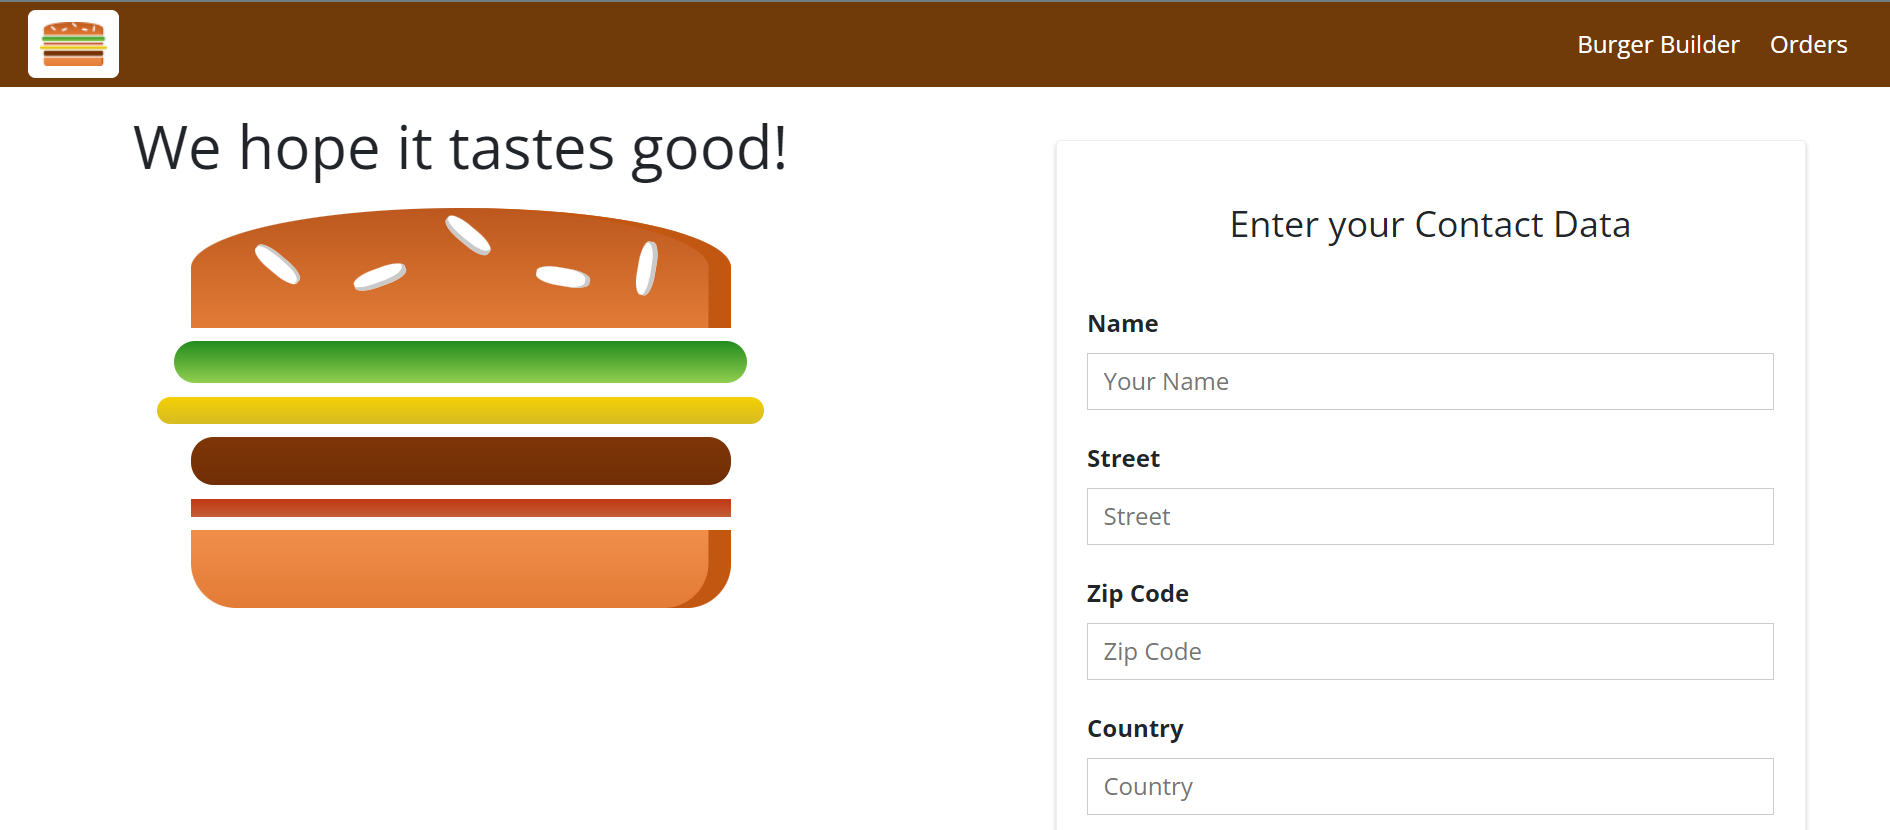 Burger Builder Orders
We hope it tastes good!
Enter your Contact Data
Name
Your Name
Street
Street
Zip Code
Zip Code
Country
Country